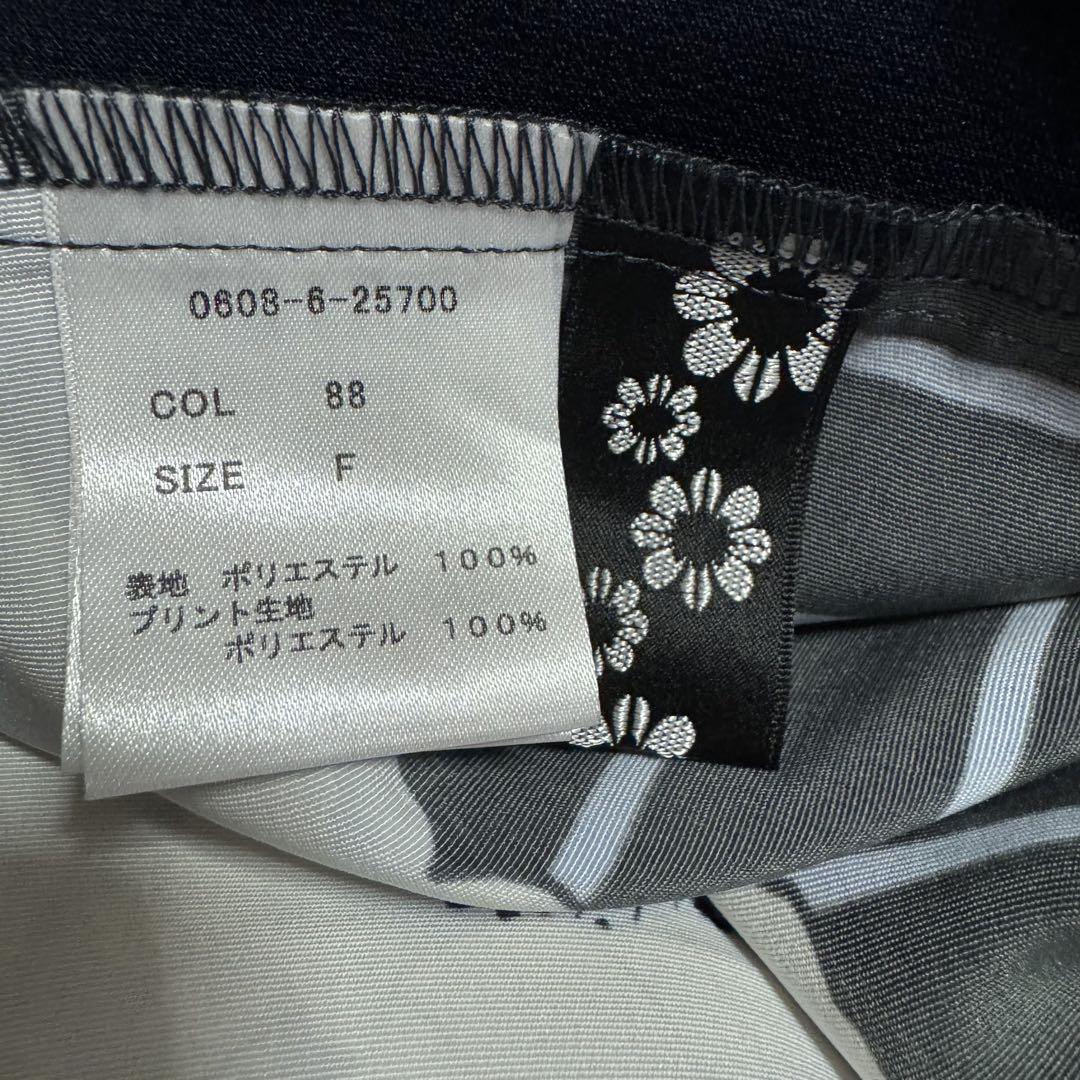 0608-6-25700
COL 88
SIZE F
表地 ポリエステル 100%
プリント生地
ポリエステル 100%